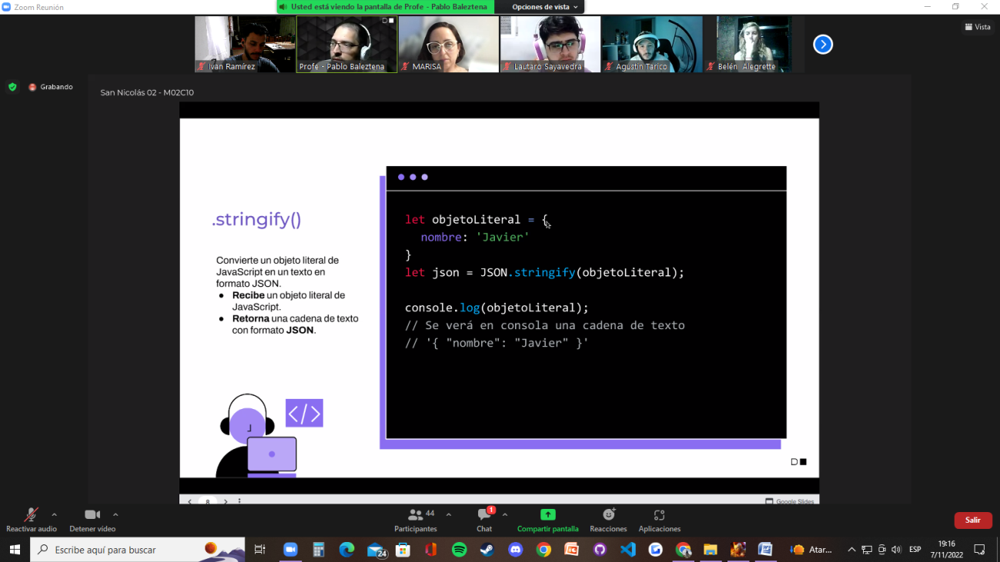 Zoom Reunión
Usted está viendo la pantalla de Profe - Pablo Baleztena
Opciones de vista
Iván Ramírez
Profe - Pablo Baleztena
MARISA
Lautaro Sayavedra
Agustín Tarico
Belén Alegrette
Vista
Grabando
San Nicolás 02 - M02C10
.stringify()
Convierte un objeto literal de
JavaScript en un texto en
formato JSON.
● Recibe un objeto literal de
JavaScript.
● Retorna una cadena de texto
con formato JSON.
let objetoLiteral = {
nombre: 'Javier'
}
let json = JSON.stringify(objetoLiteral);
console.log(objetoLiteral);
// Se verá en consola una cadena de texto
// '{ "nombre": "Javier" }'
</>
8
Google Slides
Reactivar audio
Detener vídeo
44
Participantes
1
Chat
Compartir pantalla
Reacciones
Aplicaciones
Salir
Escribe aquí para buscar
24
Atar...
ESP
19:16
7/11/2022